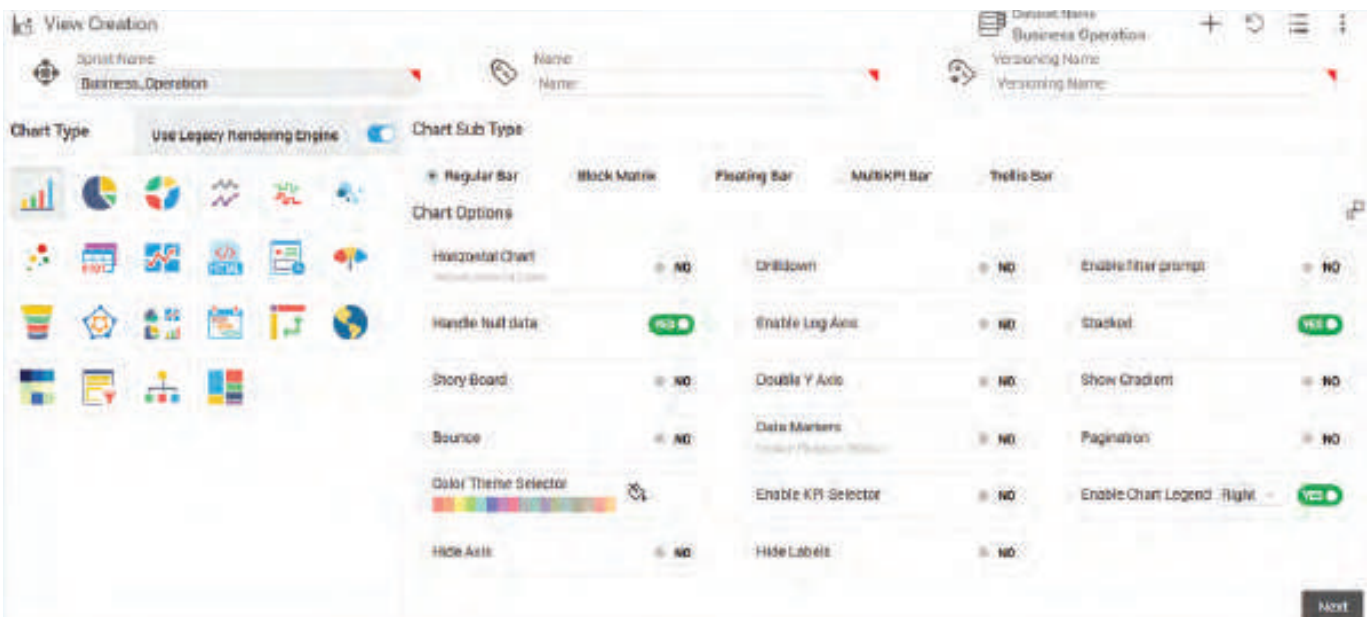 View Creation
Dataset Name
Business Operation
Sprint Name
Business_Operation
Name
Name
Versioning Name
Versioning Name
Chart Type
Use Legacy Rendering Engine
Chart Sub Type
Regular Bar Block Matrix Floating Bar MultiKPI Bar Trellis Bar
Chart Options
Horizontal Chart NO Drilldown NO Enable filter prompt NO
Handle Null data YES Enable Log Axis NO Stacked YES
Story Board NO Double Y Axis NO Show Gradient NO
Bounce NO Data Markers NO Pagination NO
Color Theme Selector Enable KPI Selector NO Enable Chart Legend Right YES
Hide Axis NO Hide Labels NO
HTML
Next